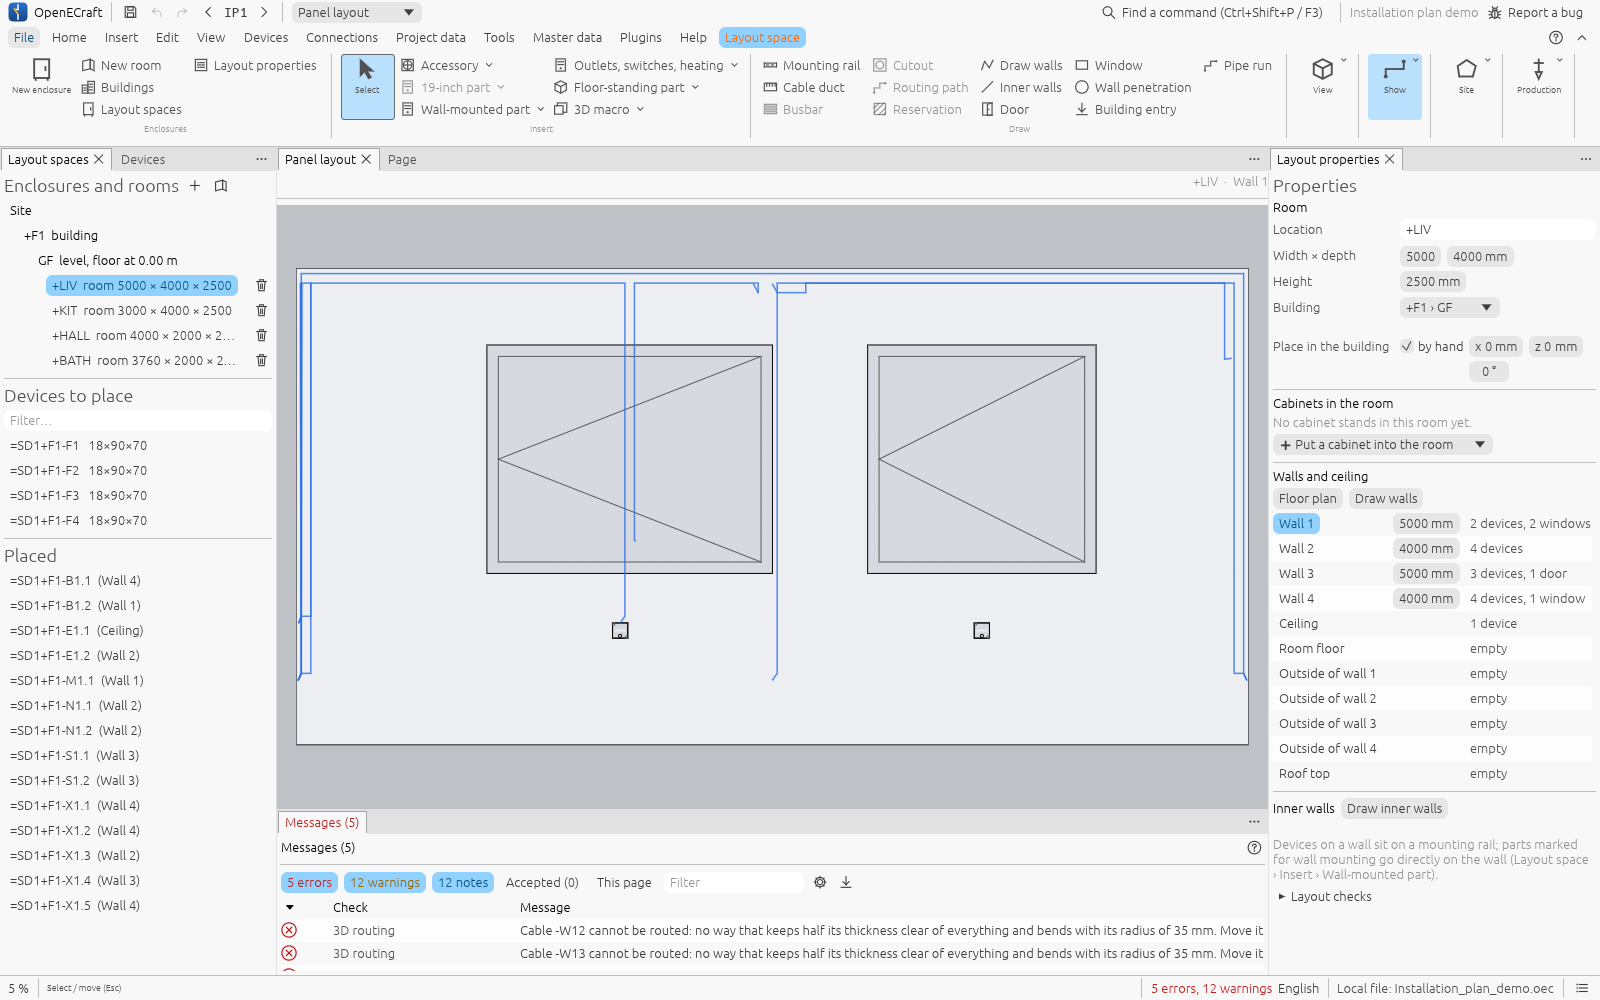 OpenECraft
IP1
Panel layout
Find a command (Ctrl+Shift+P / F3)
Installation plan demo
Report a bug
File Home Insert Edit View Devices Connections Project data Tools Master data Plugins Help Layout space
New enclosure
New room
Buildings
Layout spaces
Layout properties
Enclosures
Select
Accessory
19-inch part
Wall-mounted part
Outlets, switches, heating
Floor-standing part
3D macro
Insert
Mounting rail
Cable duct
Busbar
Cutout
Routing path
Reservation
Draw walls
Inner walls
Door
Window
Wall penetration
Building entry
Pipe run
Draw
View
Show
Site
Production
Layout spaces
Devices
Enclosures and rooms
Site
+F1 building
GF level, floor at 0.00 m
+LIV room 5000 × 4000 × 2500
+KIT room 3000 × 4000 × 2500
+HALL room 4000 × 2000 × 2…
+BATH room 3760 × 2000 × 2…
Devices to place
Filter…
=SD1+F1-F1 18×90×70
=SD1+F1-F2 18×90×70
=SD1+F1-F3 18×90×70
=SD1+F1-F4 18×90×70
Placed
=SD1+F1-B1.1 (Wall 4)
=SD1+F1-B1.2 (Wall 1)
=SD1+F1-E1.1 (Ceiling)
=SD1+F1-E1.2 (Wall 2)
=SD1+F1-M1.1 (Wall 1)
=SD1+F1-N1.1 (Wall 2)
=SD1+F1-N1.2 (Wall 2)
=SD1+F1-S1.1 (Wall 3)
=SD1+F1-S1.2 (Wall 3)
=SD1+F1-X1.1 (Wall 4)
=SD1+F1-X1.2 (Wall 4)
=SD1+F1-X1.3 (Wall 2)
=SD1+F1-X1.4 (Wall 3)
=SD1+F1-X1.5 (Wall 4)
Panel layout
Page
+LIV · Wall 1
Messages (5)
Messages (5)
5 errors 12 warnings 12 notes Accepted (0) This page Filter
Check Message
3D routing Cable -W12 cannot be routed: no way that keeps half its thickness clear of everything and bends with its radius of 35 mm. Move it
3D routing Cable -W13 cannot be routed: no way that keeps half its thickness clear of everything and bends with its radius of 35 mm. Move it
Layout properties
Properties
Room
Location +LIV
Width × depth 5000 4000 mm
Height 2500 mm
Building +F1 › GF
Place in the building by hand x 0 mm z 0 mm
0 °
Cabinets in the room
No cabinet stands in this room yet.
+ Put a cabinet into the room
Walls and ceiling
Floor plan Draw walls
Wall 1 5000 mm 2 devices, 2 windows
Wall 2 4000 mm 4 devices
Wall 3 5000 mm 3 devices, 1 door
Wall 4 4000 mm 4 devices, 1 window
Ceiling 1 device
Room floor empty
Outside of wall 1 empty
Outside of wall 2 empty
Outside of wall 3 empty
Outside of wall 4 empty
Roof top empty
Inner walls Draw inner walls
Devices on a wall sit on a mounting rail; parts marked
for wall mounting go directly on the wall (Layout space
› Insert › Wall-mounted part).
Layout checks
5 % Select / move (Esc)
5 errors, 12 warnings English Local file: Installation_plan_demo.oec